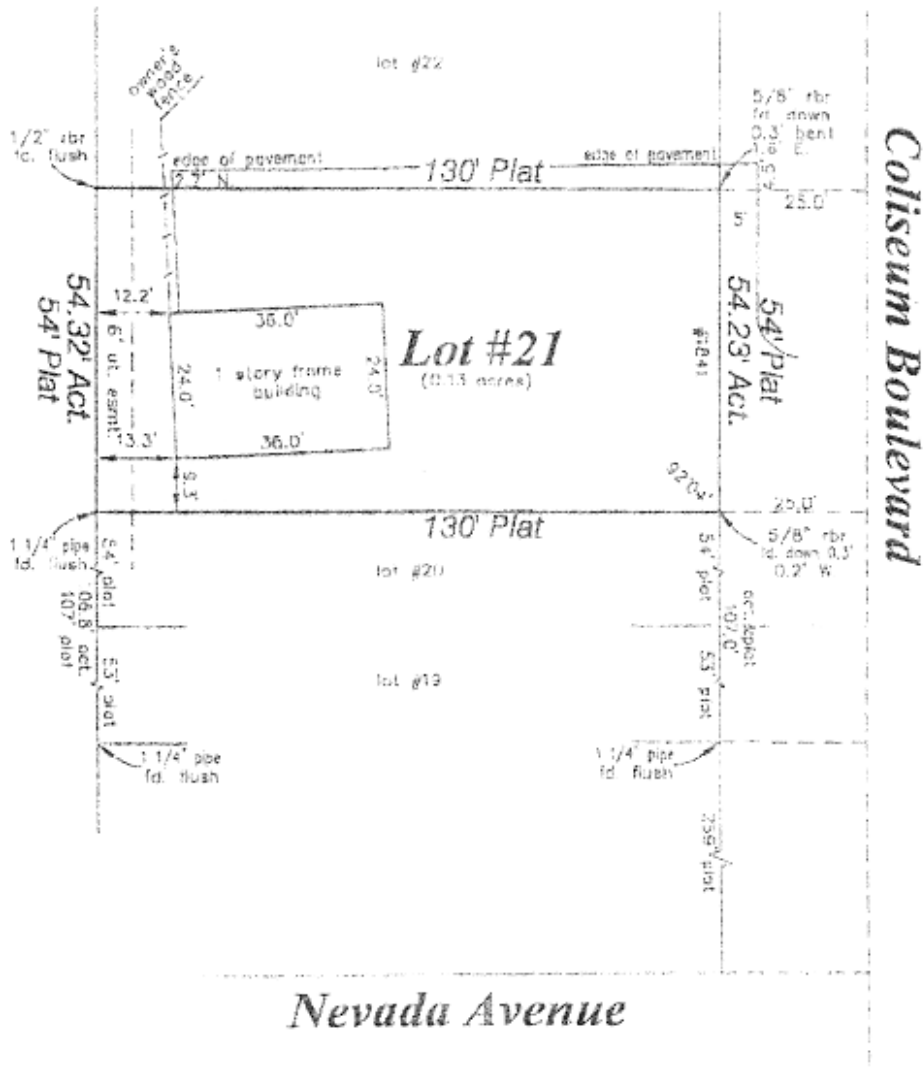 lot #22
owner's
wood
fence
1/2" rbr
fd. flush
edge of pavement
130' Plat
edge of pavement
5/8" rbr
fd. down
0.3' bent
1.8' E.
25.0'
5'
Coliseum Boulevard
54.32' Act.
54' Plat
12.2'
6' ut. esmt.
13.3'
36.0'
24.0'
1 story frame
building
24.0'
36.0'
9.3'
Lot #21
(0.13 acres)
#1841
54' Plat
54.23' Act.
92°04'
130' Plat
25.0'
1 1/4" pipe
fd. flush
5/8" rbr
fd. down 0.3'
0.2' W
54' plat
lot #20
54' plat
106.8' act.
107' plat
107.0'
53' plat
lot #19
53' plat
1 1/4" pipe
fd. flush
1 1/4" pipe
fd. flush
259' plat
Nevada Avenue